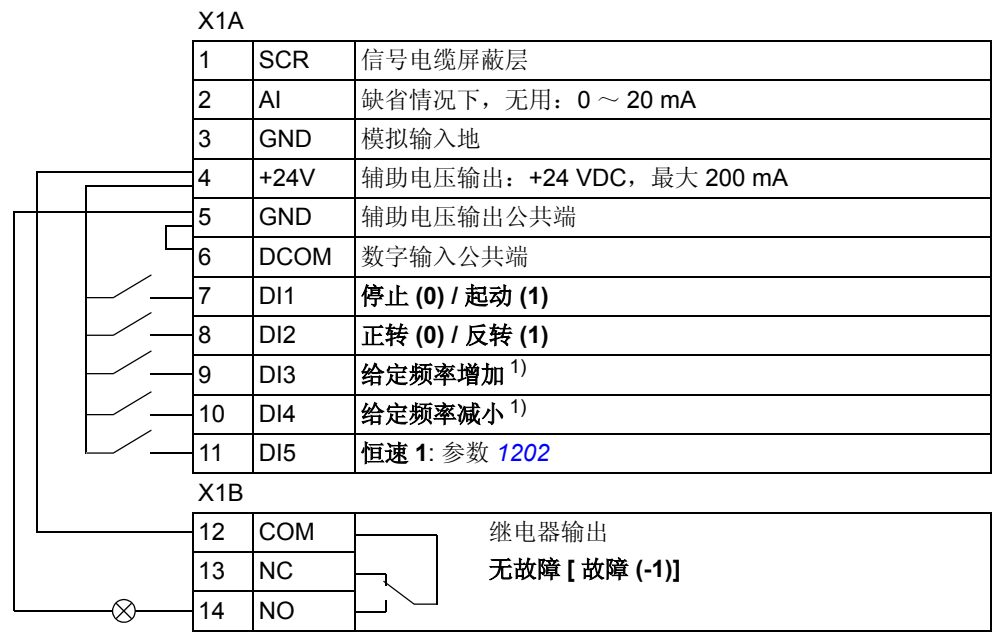 X1A
1 SCR 信号电缆屏蔽层
2 AI 缺省情况下，无用：0 ～ 20 mA
3 GND 模拟输入地
4 +24V 辅助电压输出：+24 VDC，最大 200 mA
5 GND 辅助电压输出公共端
6 DCOM 数字输入公共端
7 DI1 停止 (0) / 起动 (1)
8 DI2 正转 (0) / 反转 (1)
9 DI3 给定频率增加 1)
10 DI4 给定频率减小 1)
11 DI5 恒速 1: 参数 1202
X1B
12 COM 继电器输出
13 NC 无故障 [ 故障 (-1)]
14 NO